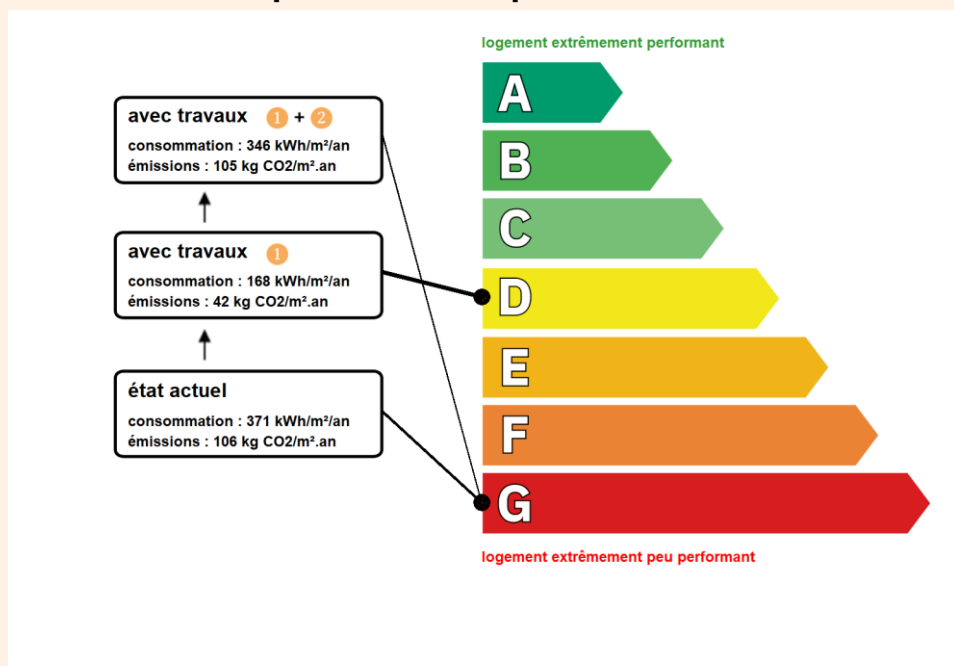 logement extrêmement performant
avec travaux 1 + 2
consommation : 346 kWh/m²/an
émissions : 105 kg CO2/m².an
avec travaux 1
consommation : 168 kWh/m²/an
émissions : 42 kg CO2/m².an
état actuel
consommation : 371 kWh/m²/an
émissions : 106 kg CO2/m².an
A
B
C
D
E
F
G
logement extrêmement peu performant